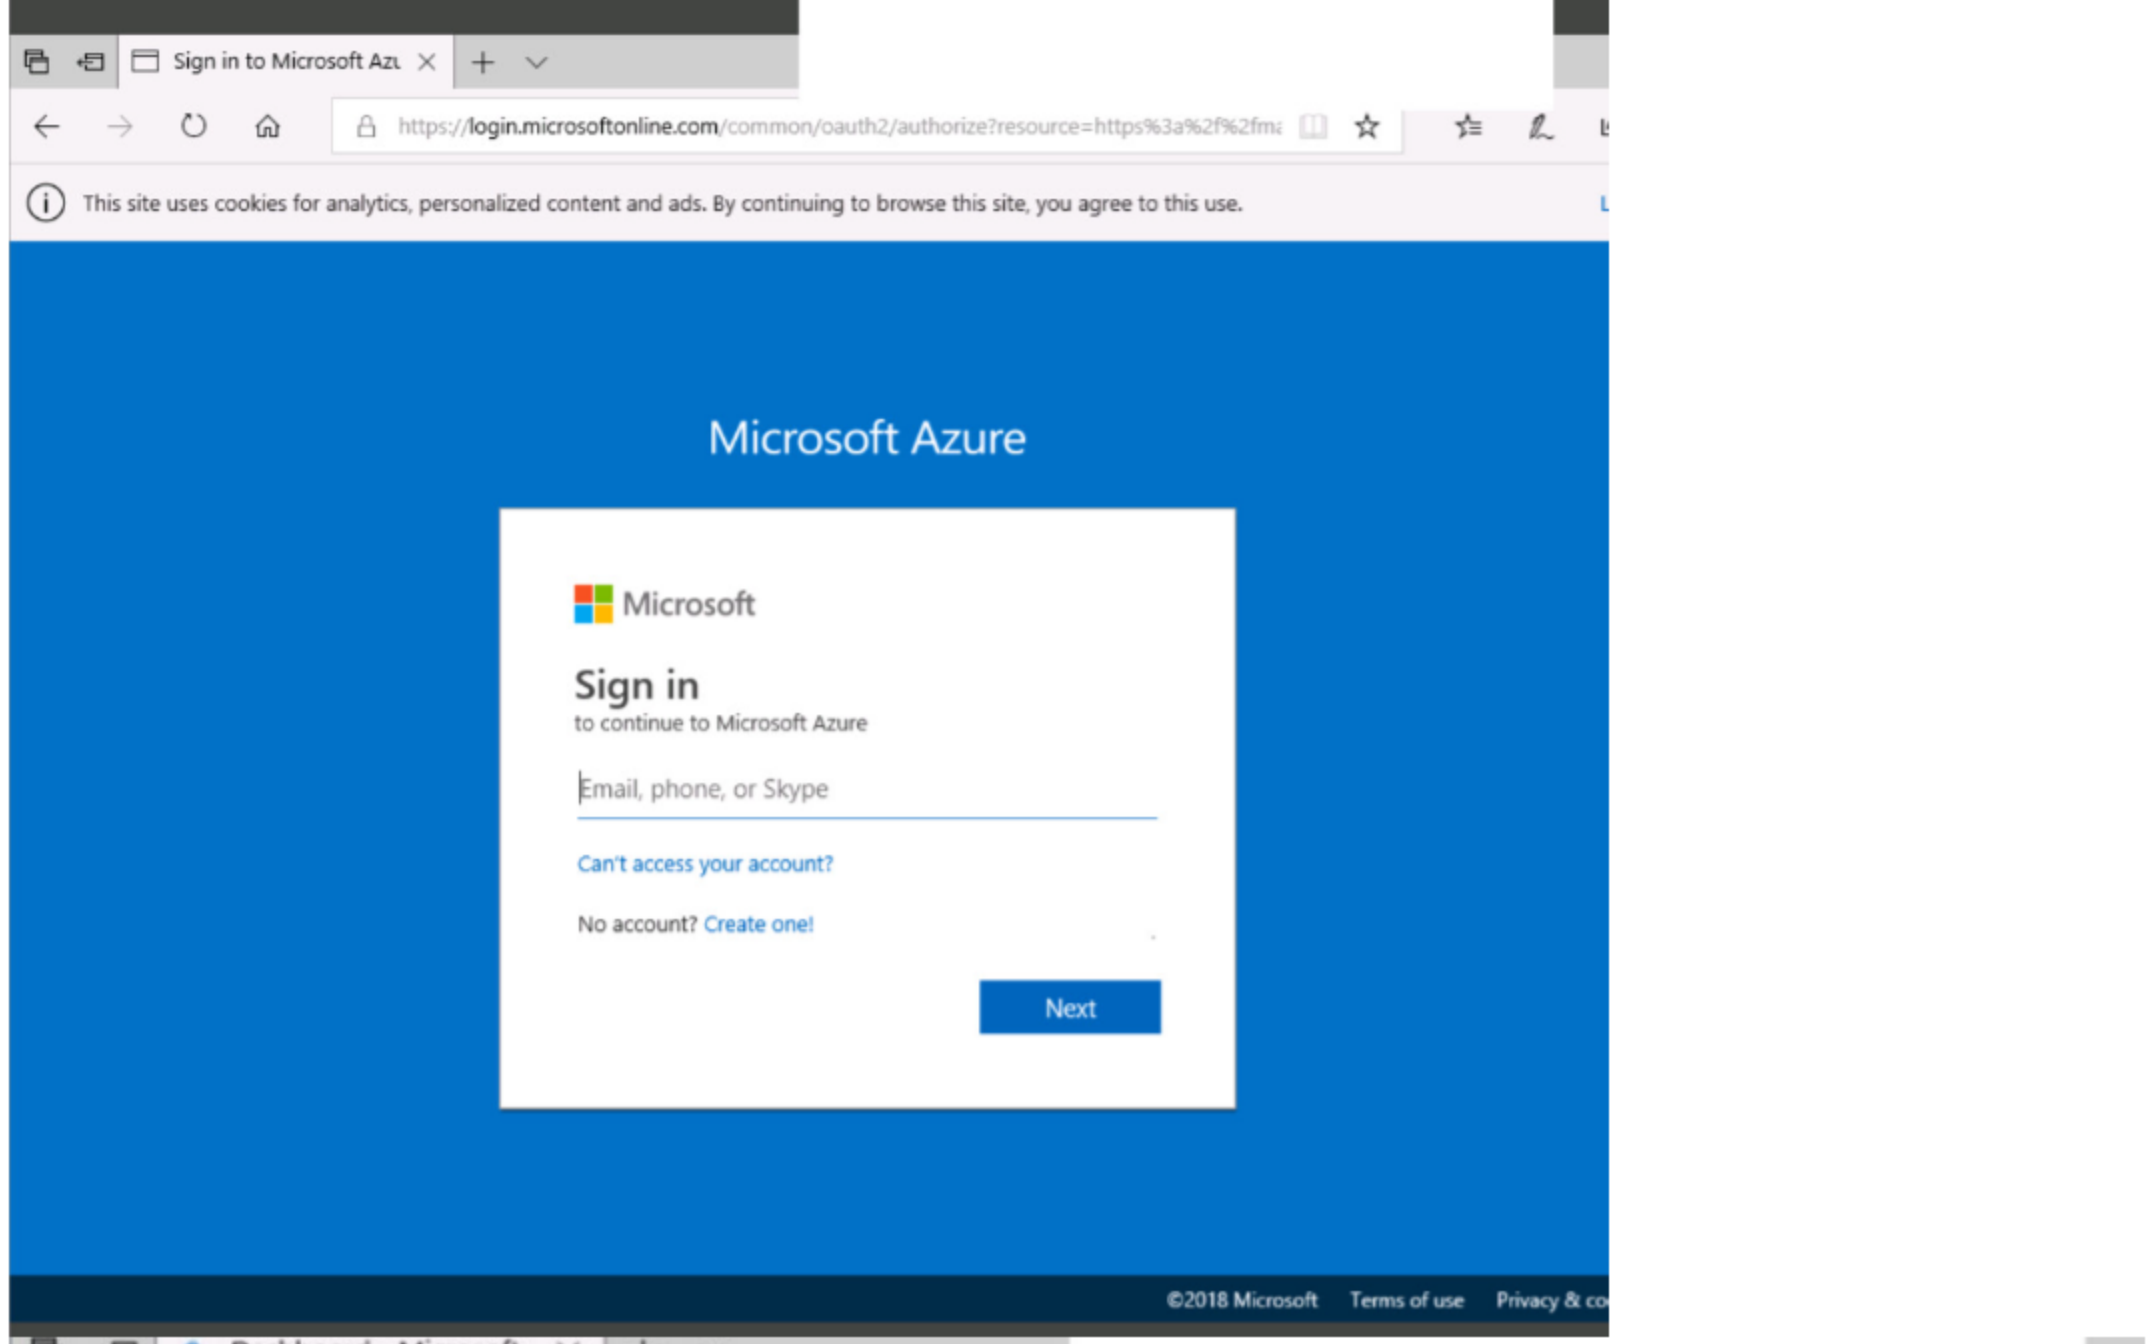 Sign in to Microsoft Azu
https://login.microsoftonline.com/common/oauth2/authorize?resource=https%3a%2f%2fma
This site uses cookies for analytics, personalized content and ads. By continuing to browse this site, you agree to this use.
L
Microsoft Azure
Microsoft
Sign in
to continue to Microsoft Azure
Email, phone, or Skype
Can't access your account?
No account? Create one!
Next
©2018 Microsoft Terms of use Privacy & co